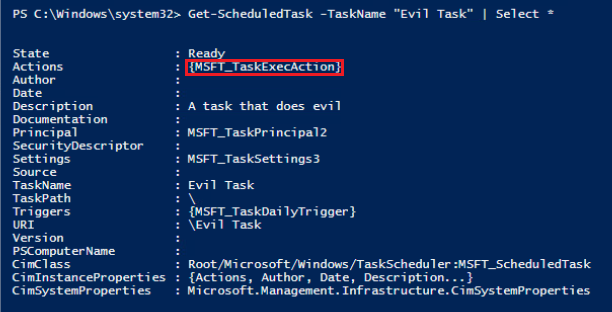 PS C:\Windows\system32> Get-ScheduledTask -TaskName "Evil Task" | Select *
State : Ready
Actions : {MSFT_TaskExecAction}
Author :
Date :
Description : A task that does evil
Documentation :
Principal : MSFT_TaskPrincipal2
SecurityDescriptor :
Settings : MSFT_TaskSettings3
Source :
TaskName : Evil Task
TaskPath : \
Triggers : {MSFT_TaskDailyTrigger}
URI : \Evil Task
Version :
PSComputerName :
CimClass : Root/Microsoft/Windows/TaskScheduler:MSFT_ScheduledTask
CimInstanceProperties : {Actions, Author, Date, Description...}
CimSystemProperties : Microsoft.Management.Infrastructure.CimSystemProperties